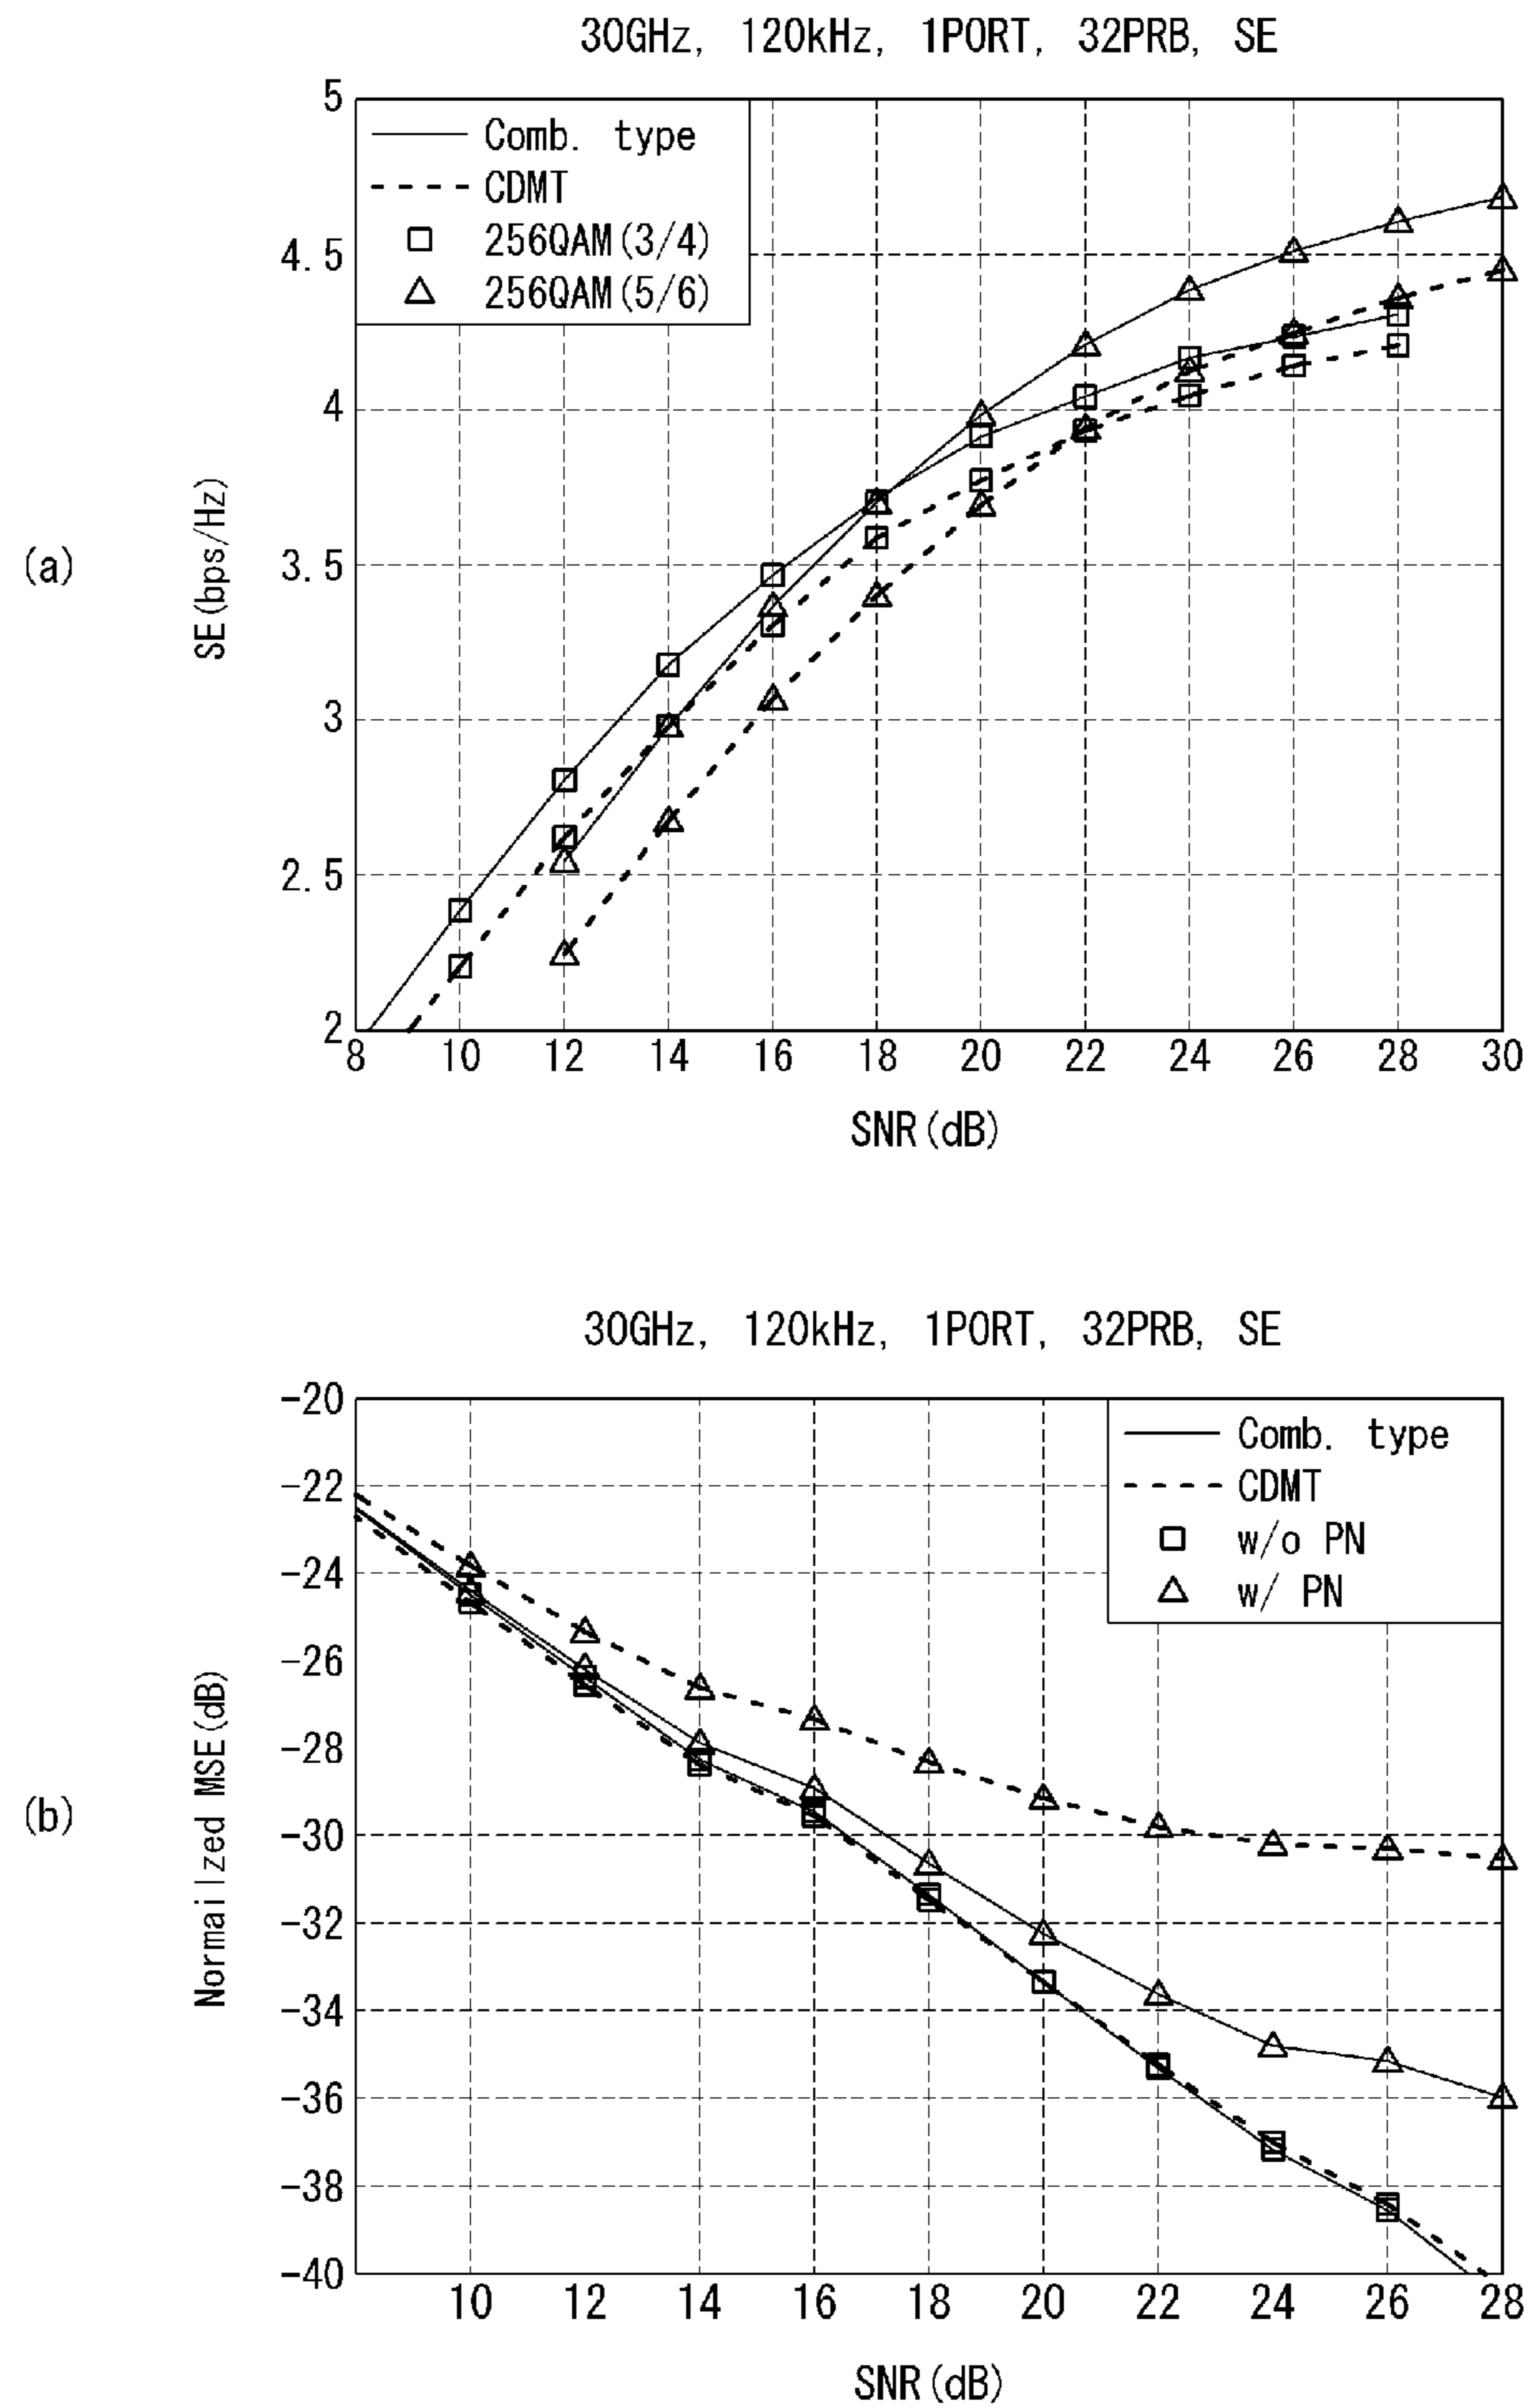 30GHz, 120kHz, 1PORT, 32PRB, SE
5
4.5
4
3.5
3
2.5
2
Comb. type
CDMT
256QAM(3/4)
256QAM(5/6)
(a)
SE(bps/Hz)
8 10 12 14 16 18 20 22 24 26 28 30
SNR(dB)
30GHz, 120kHz, 1PORT, 32PRB, SE
-20
-22
-24
-26
-28
-30
-32
-34
-36
-38
-40
Comb. type
CDMT
w/o PN
w/ PN
(b)
Normalized MSE(dB)
10 12 14 16 18 20 22 24 26 28
SNR(dB)